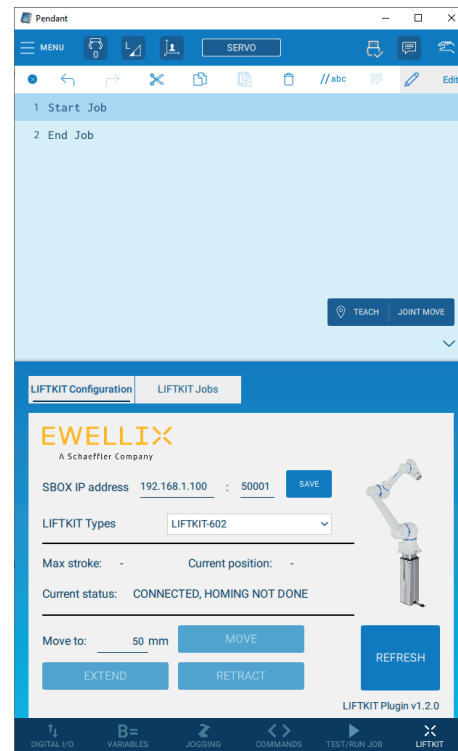 Pendant
MENU
0
L
SERVO
// abc
Edit
1 Start Job
2 End Job
TEACH JOINT MOVE
LIFTKIT Configuration LIFTKIT Jobs
EWELLIX
A Schaeffler Company
SBOX IP address 192.168.1.100 : 50001 SAVE
LIFTKIT Types LIFTKIT-602
Max stroke: - Current position: -
Current status: CONNECTED, HOMING NOT DONE
Move to: 50 mm MOVE
EXTEND RETRACT REFRESH
LIFTKIT Plugin v1.2.0
DIGITAL I/O VARIABLES JOGGING COMMANDS TEST/RUN JOB LIFTKIT